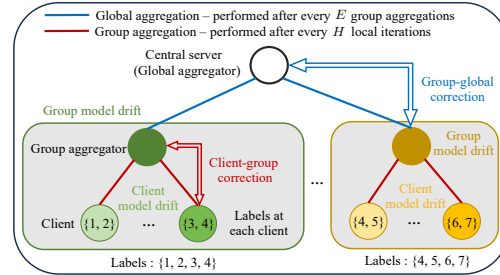 Global aggregation – performed after every E group aggregations
Group aggregation – performed after every H local iterations
Central server
(Global aggregator)
Group-global
correction
Group model drift
Group aggregator
Client-group
correction
Group
model drift
Client
model drift
Client
model drift
Client
{1, 2}
...
{3, 4}
Labels at
each client
...
{4, 5}
...
{6, 7}
Labels : {1, 2, 3, 4}
Labels : {4, 5, 6, 7}